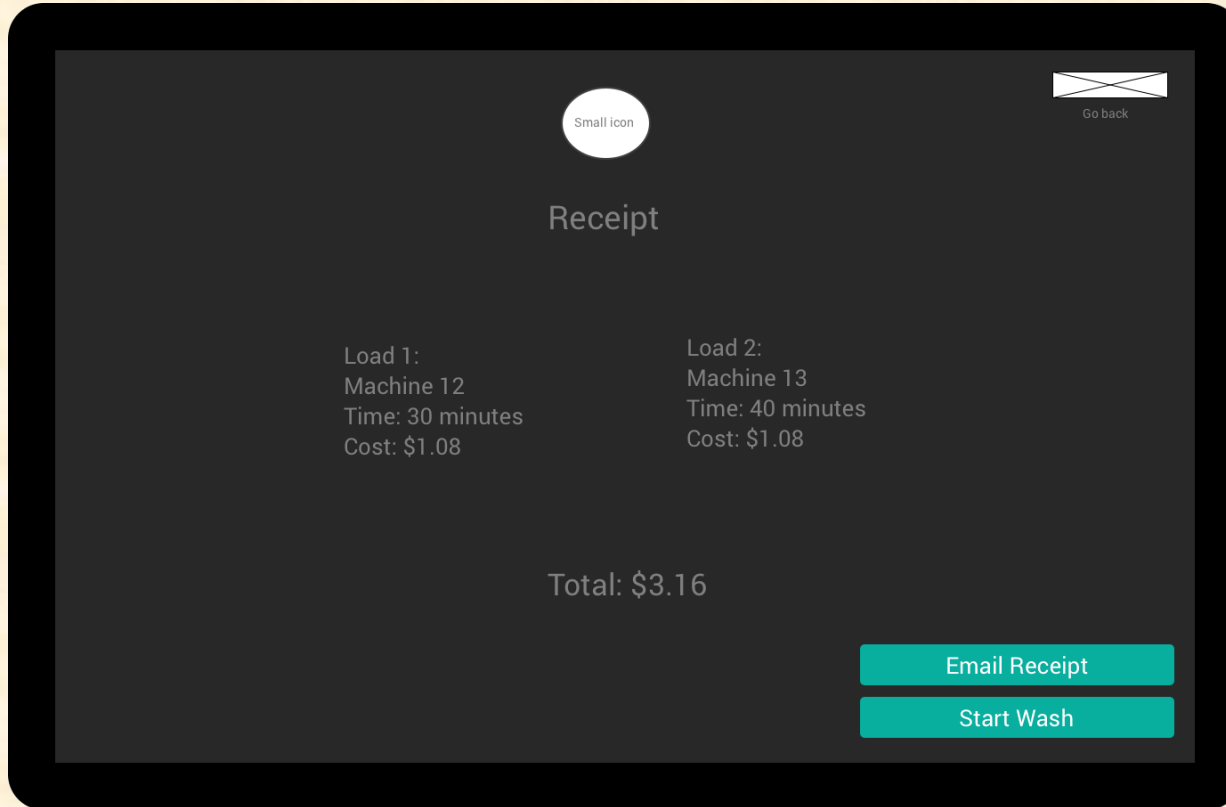 Small icon
Go back
Receipt
Load 1:
Machine 12
Time: 30 minutes
Cost: $1.08
Load 2:
Machine 13
Time: 40 minutes
Cost: $1.08
Total: $3.16
Email Receipt
Start Wash